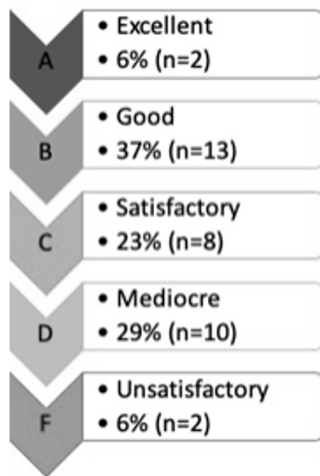 A
• Excellent
• 6% (n=2)
B
• Good
• 37% (n=13)
C
• Satisfactory
• 23% (n=8)
D
• Mediocre
• 29% (n=10)
F
• Unsatisfactory
• 6% (n=2)